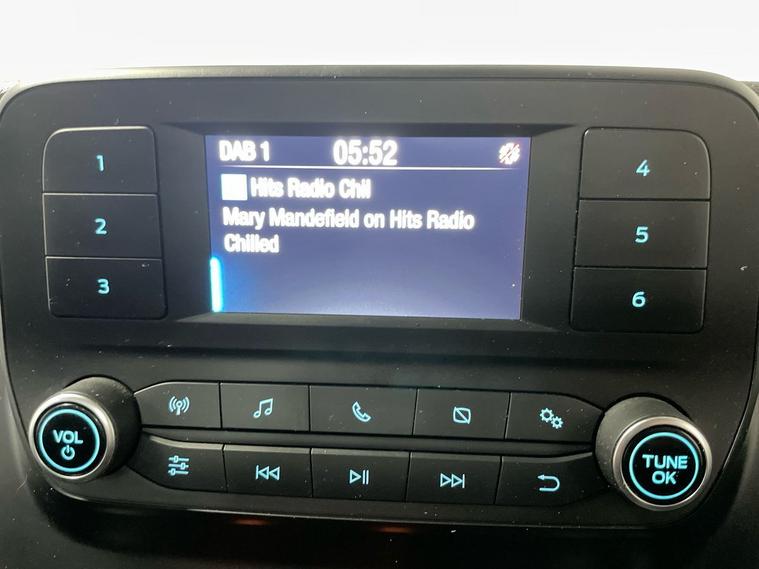 DAB 1 05:52
Hits Radio Chil
Mary Mandefield on Hits Radio
Chilled
1
2
3
4
5
6
VOL
TUNE
OK